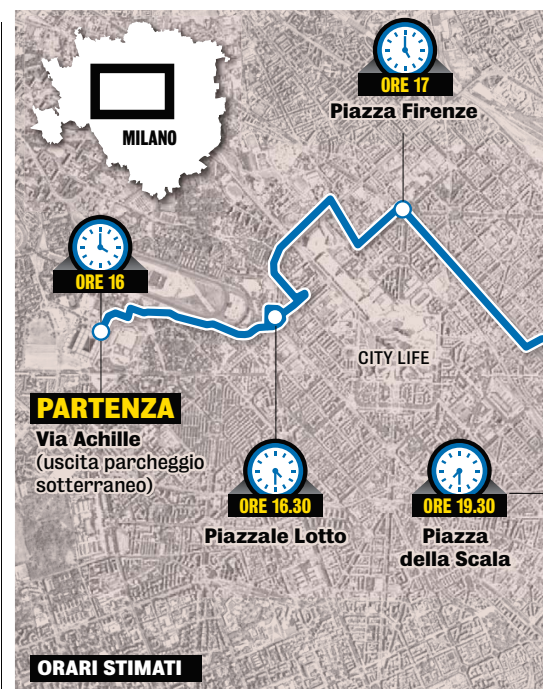 MILANO
ORE 17
Piazza Firenze
ORE 16
CITY LIFE
PARTENZA
Via Achille
(uscita parcheggio
sotterraneo)
ORE 16.30
Piazzale Lotto
ORE 19.30
Piazza
della Scala
ORARI STIMATI